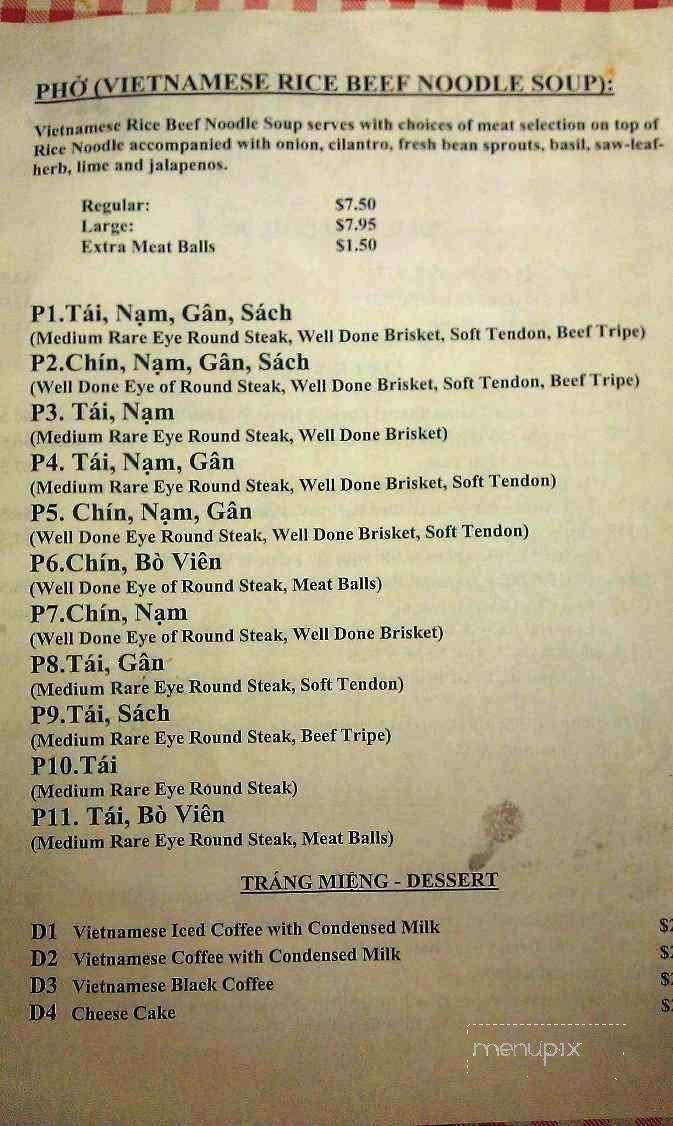 PHỞ (VIETNAMESE RICE BEEF NOODLE SOUP):
Vietnamese Rice Beef Noodle Soup serves with choices of meat selection on top of
Rice Noodle accompanied with onion, cilantro, fresh bean sprouts, basil, saw-leaf-
herb, lime and jalapenos.
Regular: $7.50
Large: $7.95
Extra Meat Balls $1.50
P1.Tái, Nạm, Gân, Sách
(Medium Rare Eye Round Steak, Well Done Brisket, Soft Tendon, Beef Tripe)
P2.Chín, Nạm, Gân, Sách
(Well Done Eye of Round Steak, Well Done Brisket, Soft Tendon, Beef Tripe)
P3. Tái, Nạm
(Medium Rare Eye Round Steak, Well Done Brisket)
P4. Tái, Nạm, Gân
(Medium Rare Eye Round Steak, Well Done Brisket, Soft Tendon)
P5. Chín, Nạm, Gân
(Well Done Eye Round Steak, Well Done Brisket, Soft Tendon)
P6.Chín, Bò Viên
(Well Done Eye of Round Steak, Meat Balls)
P7.Chín, Nạm
(Well Done Eye of Round Steak, Well Done Brisket)
P8.Tái, Gân
(Medium Rare Eye Round Steak, Soft Tendon)
P9.Tái, Sách
(Medium Rare Eye Round Steak, Beef Tripe)
P10.Tái
(Medium Rare Eye Round Steak)
P11. Tái, Bò Viên
(Medium Rare Eye Round Steak, Meat Balls)
TRÁNG MIỆNG - DESSERT
D1 Vietnamese Iced Coffee with Condensed Milk
D2 Vietnamese Coffee with Condensed Milk
D3 Vietnamese Black Coffee
D4 Cheese Cake
menupix